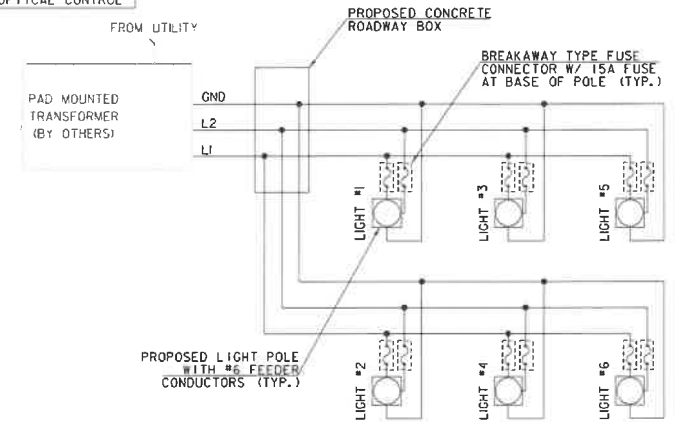 OPTICAL CONTROL
FROM UTILITY
PROPOSED CONCRETE
ROADWAY BOX
BREAKAWAY TYPE FUSE
CONNECTOR W/ 15A FUSE
AT BASE OF POLE (TYP.)
PAD MOUNTED
TRANSFORMER
(BY OTHERS)
GND
L2
L1
LIGHT #1
LIGHT #3
LIGHT #5
PROPOSED LIGHT POLE
WITH #6 FEEDER
CONDUCTORS (TYP.)
LIGHT #2
LIGHT #4
LIGHT #6